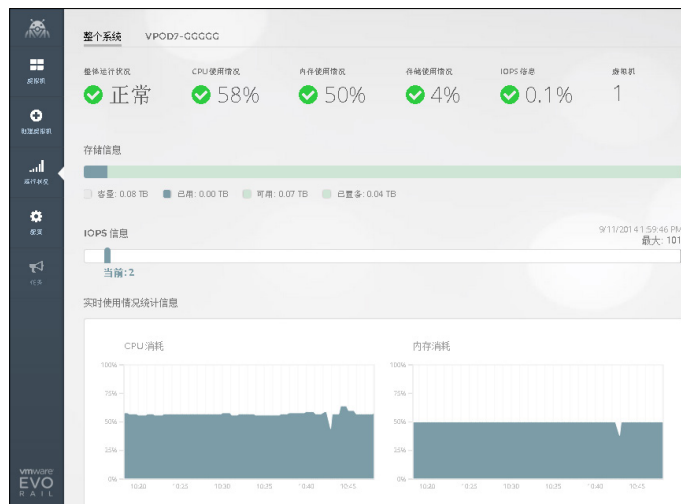 整个系统 VPOD7-GGGGG
整体运行状况 CPU使用情况 内存使用情况 存储使用情况 IOPS 信息 虚拟机
正常 58% 50% 4% 0.1% 1
虚拟机
创建虚拟机
运行状况
配置
任务
存储信息
容量: 0.08 TB 已用: 0.00 TB 可用: 0.07 TB 已置备: 0.04 TB
IOPS 信息
9/11/2014 1:59:46 PM
最大: 101
当前: 2
实时使用情况统计信息
CPU 消耗 内存消耗
100% 100%
75% 75%
50% 50%
25% 25%
0% 0%
10:20 10:25 10:30 10:35 10:40 10:45 10:20 10:25 10:30 10:35 10:40 10:45
vmware
EVO
RAIL